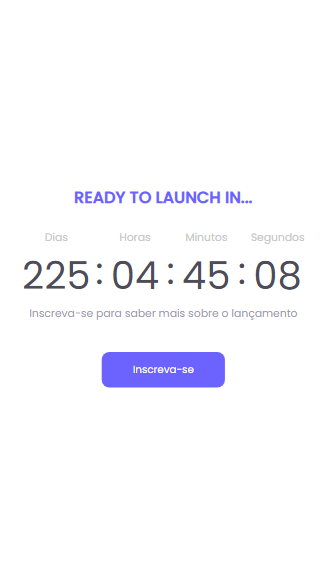 READY TO LAUNCH IN...
Dias Horas Minutos Segundos
225 : 04 : 45 : 08
Inscreva-se para saber mais sobre o lançamento
Inscreva-se